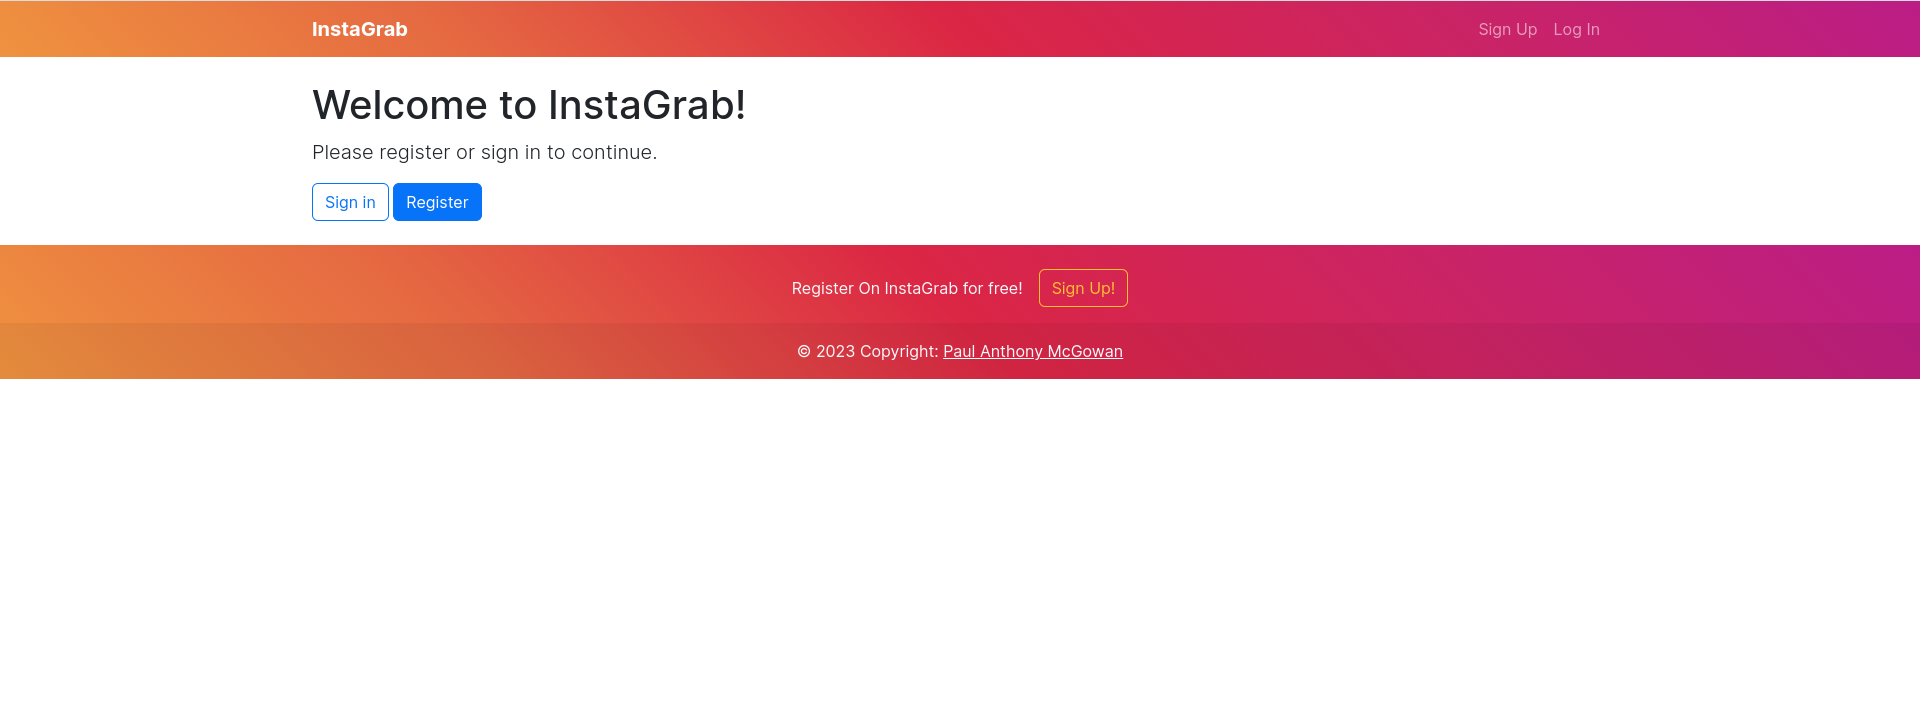 InstaGrab Sign Up Log In
Welcome to InstaGrab!
Please register or sign in to continue.
Sign in Register
Register On InstaGrab for free! Sign Up!
© 2023 Copyright: Paul Anthony McGowan